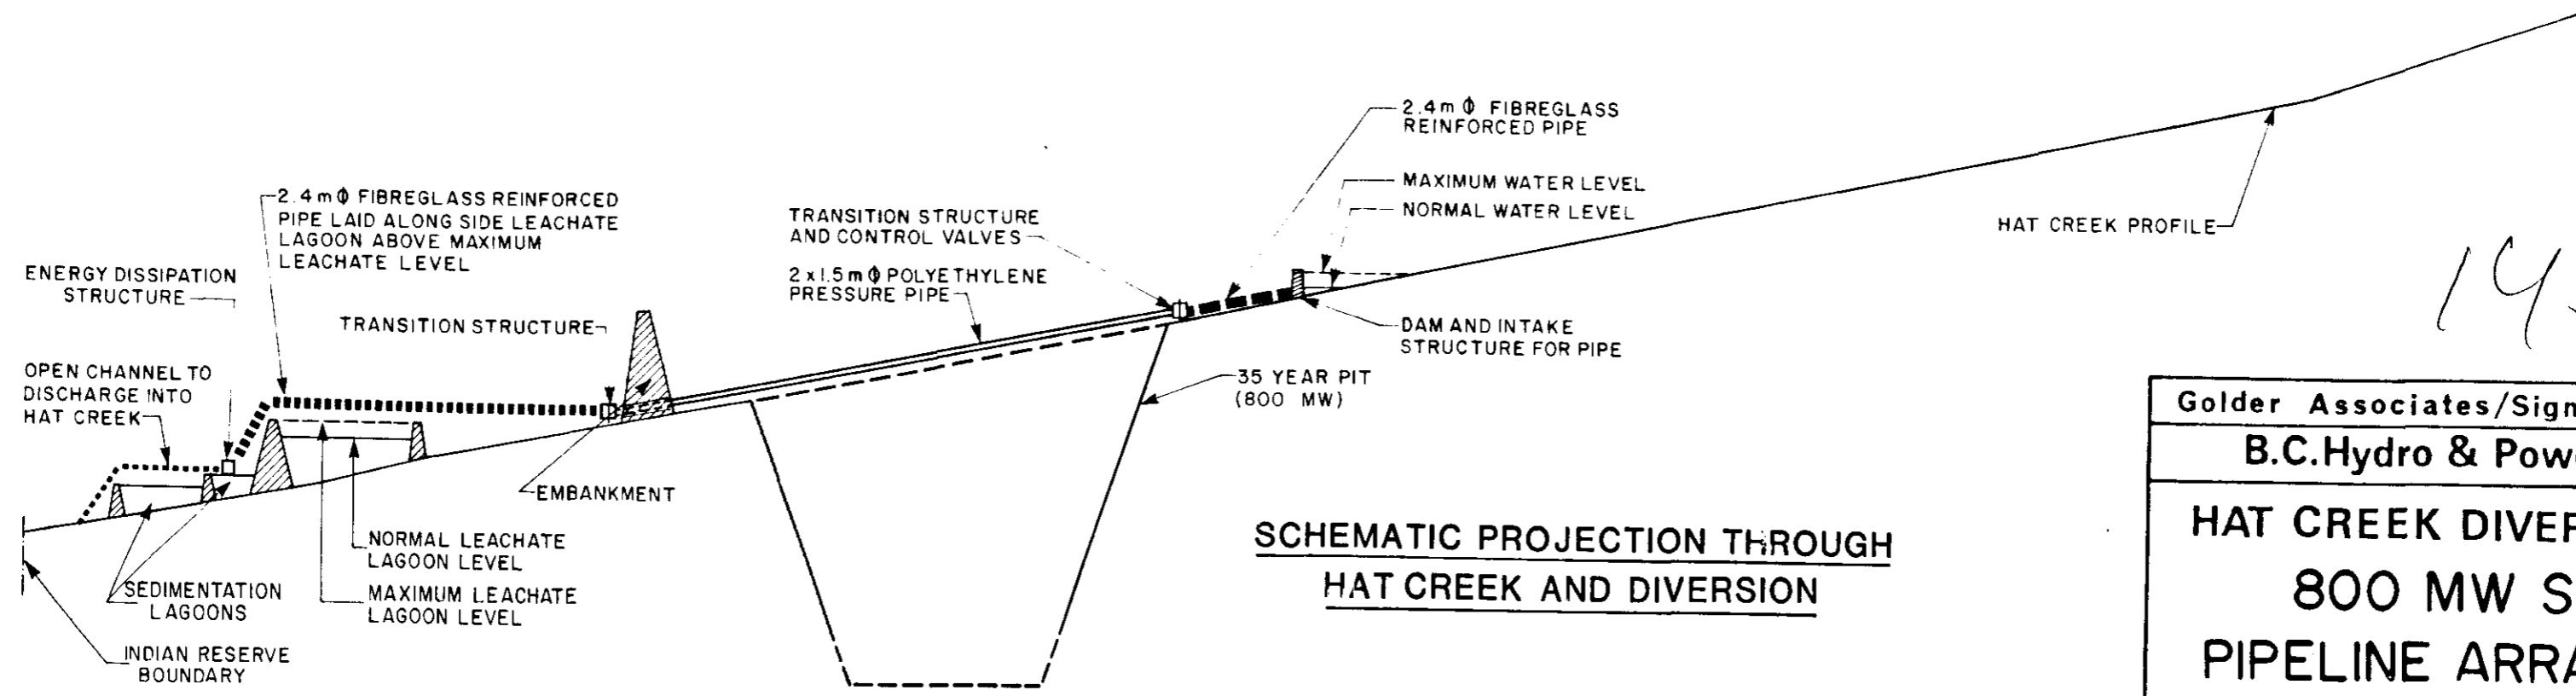 2.4 m Φ FIBREGLASS
REINFORCED PIPE
MAXIMUM WATER LEVEL
NORMAL WATER LEVEL
HAT CREEK PROFILE
2.4 m Φ FIBREGLASS REINFORCED
PIPE LAID ALONG SIDE LEACHATE
LAGOON ABOVE MAXIMUM
LEACHATE LEVEL
TRANSITION STRUCTURE
AND CONTROL VALVES
ENERGY DISSIPATION
STRUCTURE
2 x 1.5 m Φ POLYETHYLENE
PRESSURE PIPE
TRANSITION STRUCTURE
DAM AND INTAKE
STRUCTURE FOR PIPE
OPEN CHANNEL TO
DISCHARGE INTO
HAT CREEK
35 YEAR PIT
(800 MW)
EMBANKMENT
NORMAL LEACHATE
LAGOON LEVEL
SEDIMENTATION
LAGOONS
MAXIMUM LEACHATE
LAGOON LEVEL
INDIAN RESERVE
BOUNDARY
SCHEMATIC PROJECTION THROUGH
HAT CREEK AND DIVERSION
14
Golder Associates/Sign
B.C.Hydro & Pow
HAT CREEK DIVER
800 MW S
PIPELINE ARRA